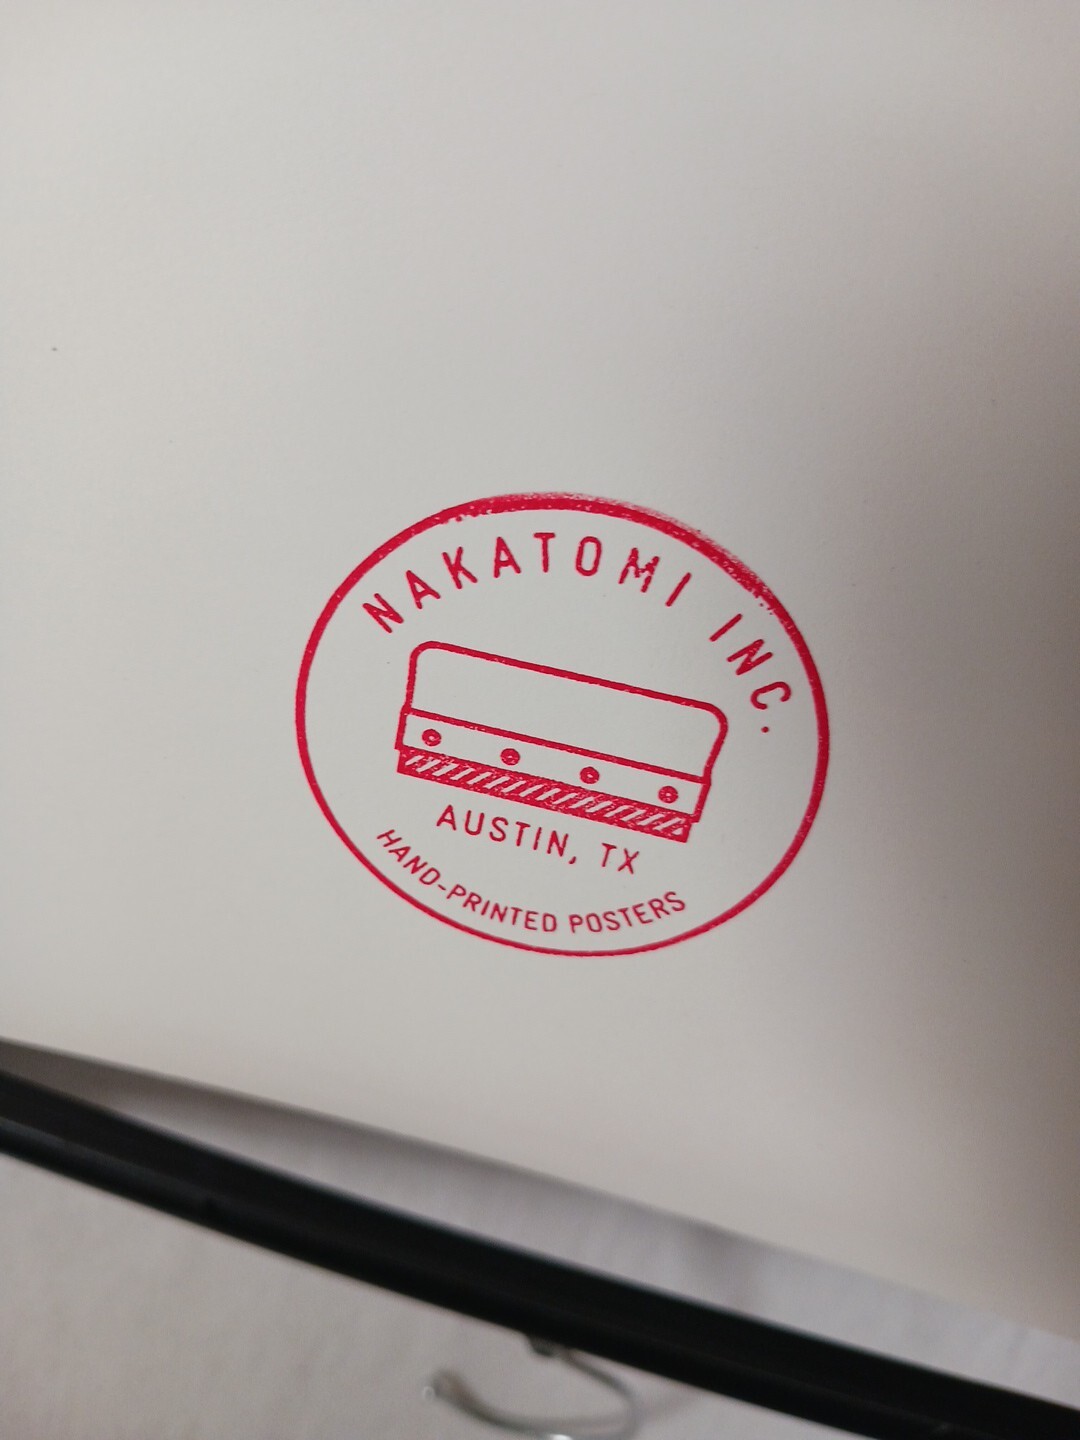 NAKATOMI INC.
AUSTIN, TX
HAND-PRINTED POSTERS